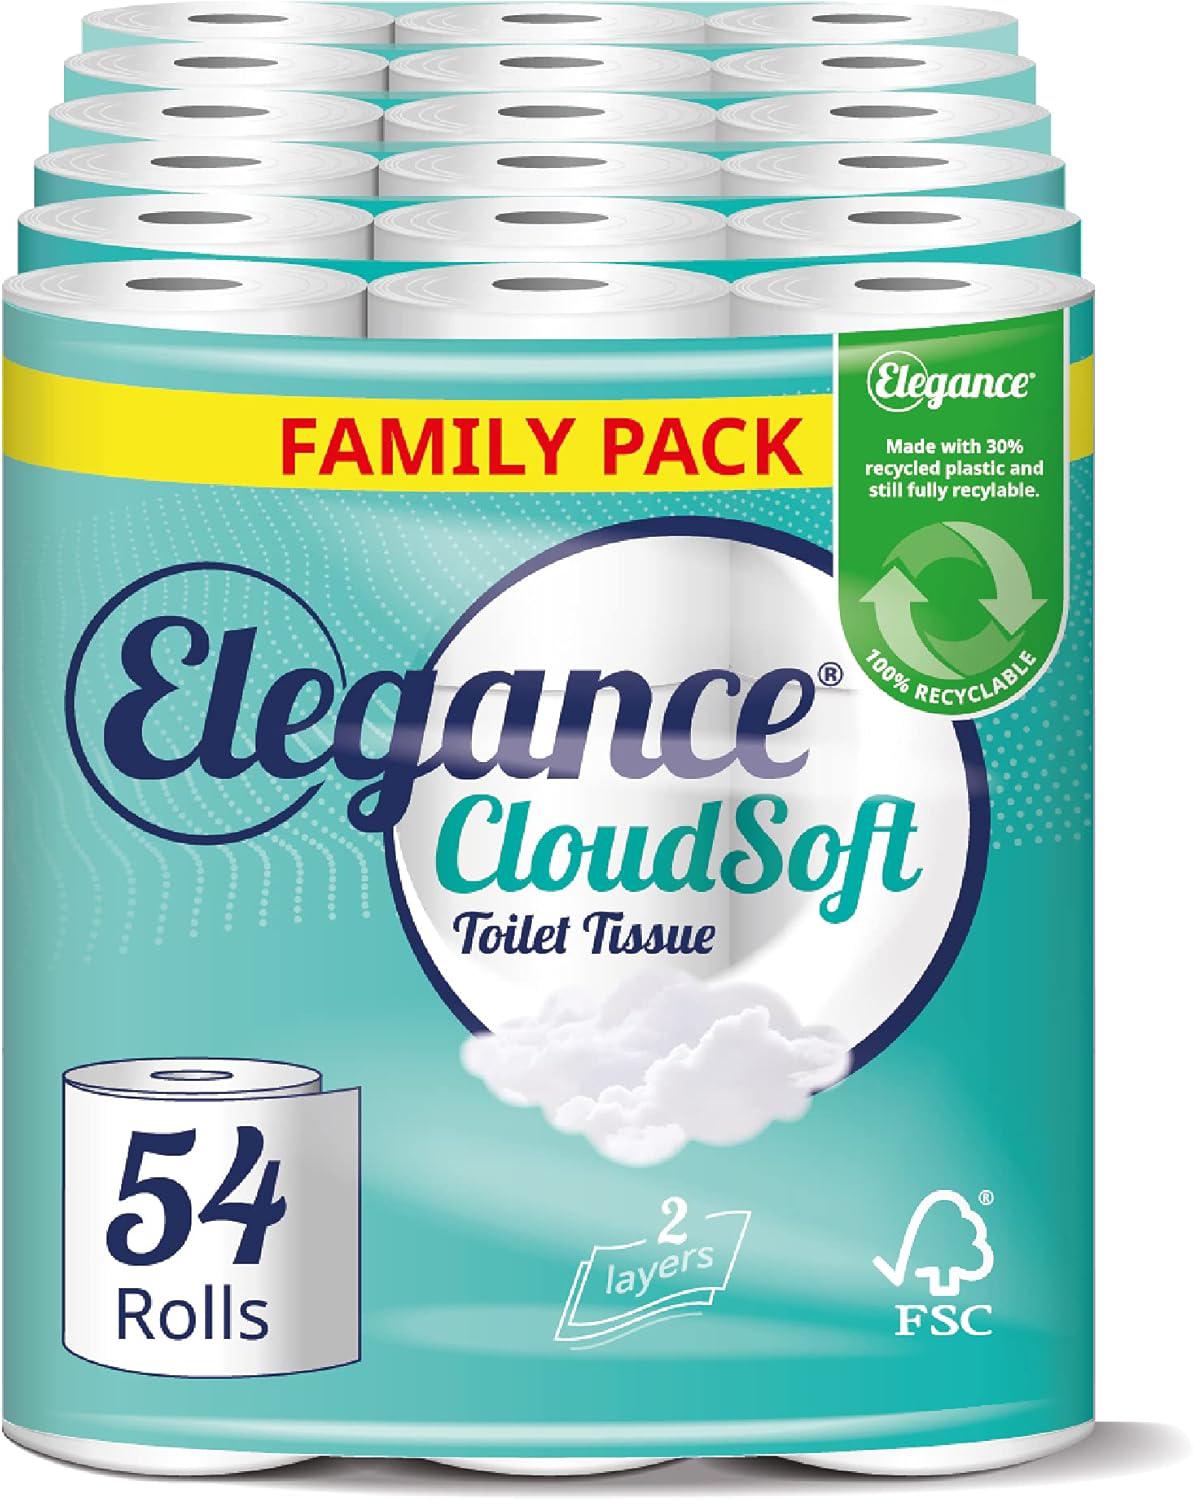 FAMILY PACK
Elegance®
Made with 30%
recycled plastic and
still fully recylable.
100% RECYCLABLE
Elegance®
CloudSoft
Toilet Tissue
54
Rolls
2
layers
®
FSC